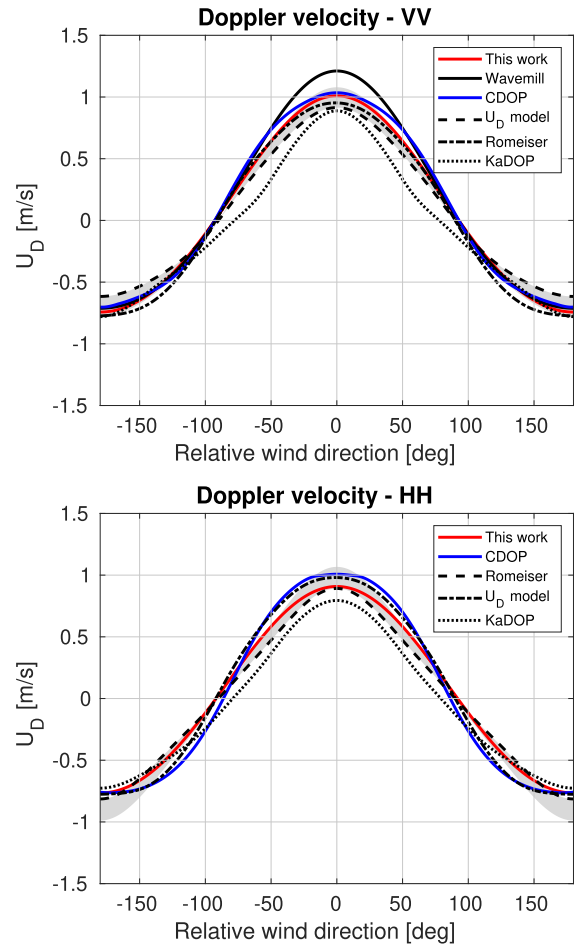 Doppler velocity - VV
1.5
1
0.5
0
-0.5
-1
-1.5
U_D [m/s]
This work
Wavemill
CDOP
U_D model
Romeiser
KaDOP
-150 -100 -50 0 50 100 150
Relative wind direction [deg]
Doppler velocity - HH
1.5
1
0.5
0
-0.5
-1
-1.5
U_D [m/s]
This work
CDOP
Romeiser
U_D model
KaDOP
-150 -100 -50 0 50 100 150
Relative wind direction [deg]